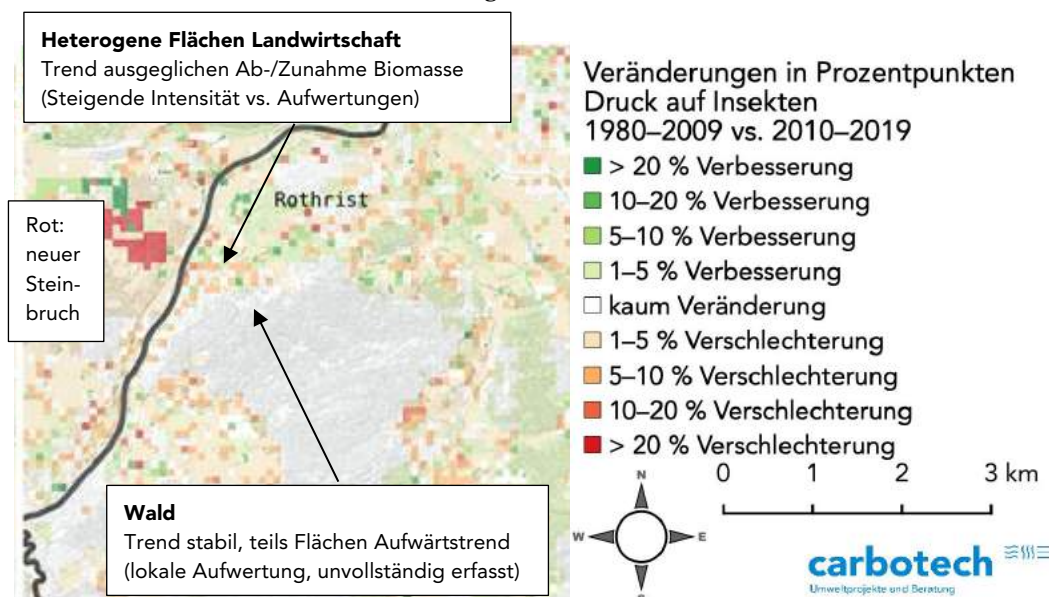 Heterogene Flächen Landwirtschaft
Trend ausgeglichen Ab-/Zunahme Biomasse
(Steigende Intensität vs. Aufwertungen)
Rothrist
Rot:
neuer
Stein-
bruch
Wald
Trend stabil, teils Flächen Aufwärtstrend
(lokale Aufwertung, unvollständig erfasst)
Veränderungen in Prozentpunkten
Druck auf Insekten
1980–2009 vs. 2010–2019
> 20 % Verbesserung
10–20 % Verbesserung
5–10 % Verbesserung
1–5 % Verbesserung
kaum Veränderung
1–5 % Verschlechterung
5–10 % Verschlechterung
10–20 % Verschlechterung
> 20 % Verschlechterung
0 1 2 3 km
N
W E
carbotech
Umweltprojekte und Beratung